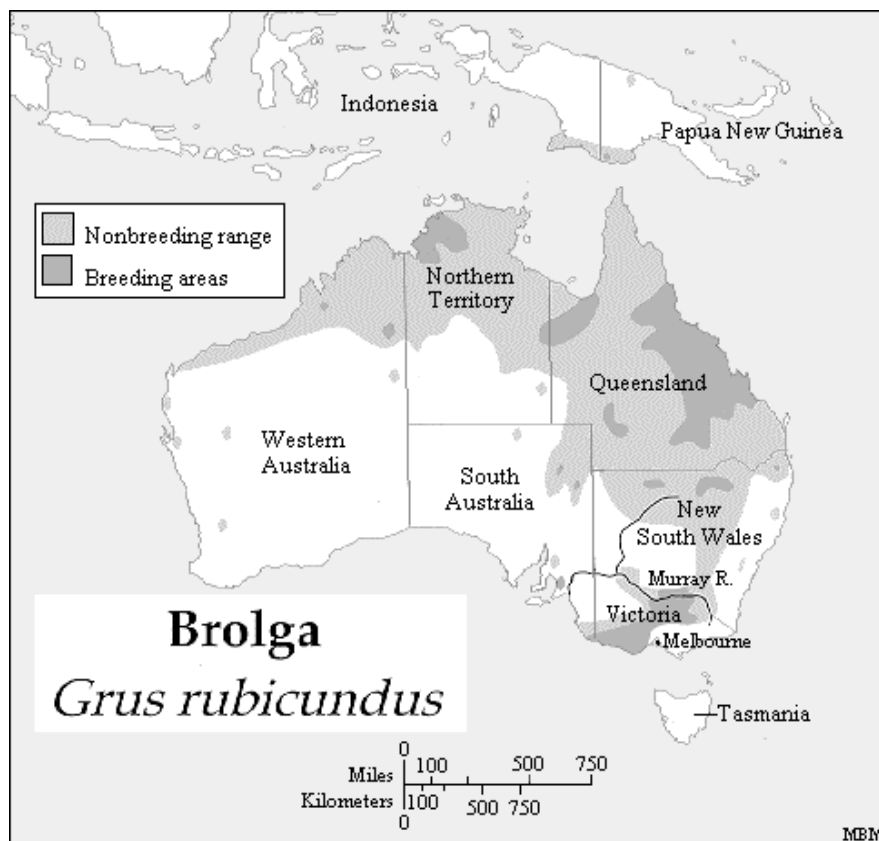 Indonesia
Papua New Guinea
Nonbreeding range
Breeding areas
Northern
Territory
Queensland
Western
Australia
South
Australia
New
South Wales
Murray R.
Victoria
Melbourne
Brolga
Grus rubicundus
Tasmania
0
100 500 750
Miles
Kilometers
100 500 750
0
MBM